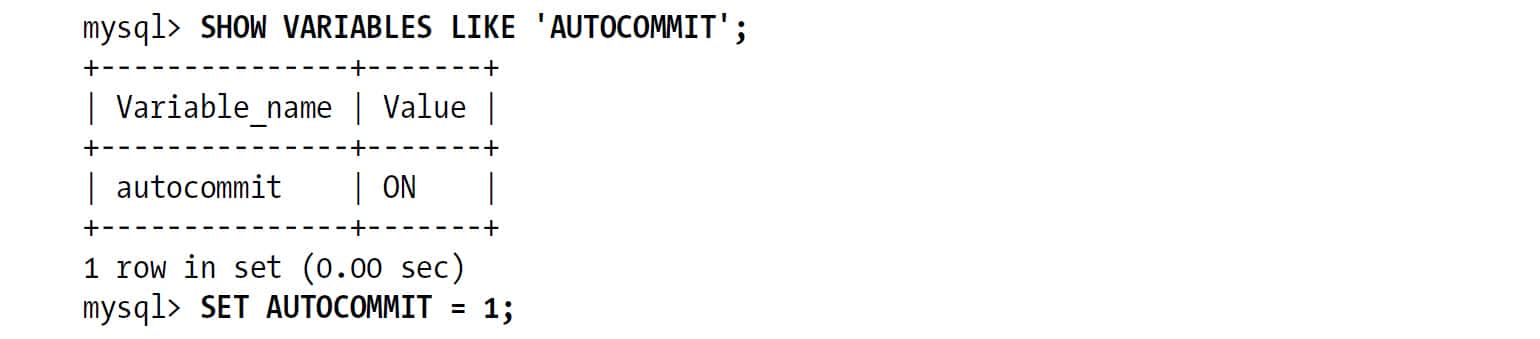 mysql> SHOW VARIABLES LIKE 'AUTOCOMMIT';
+---------------+-------+
| Variable_name | Value |
+---------------+-------+
| autocommit    | ON    |
+---------------+-------+
1 row in set (0.00 sec)
mysql> SET AUTOCOMMIT = 1;